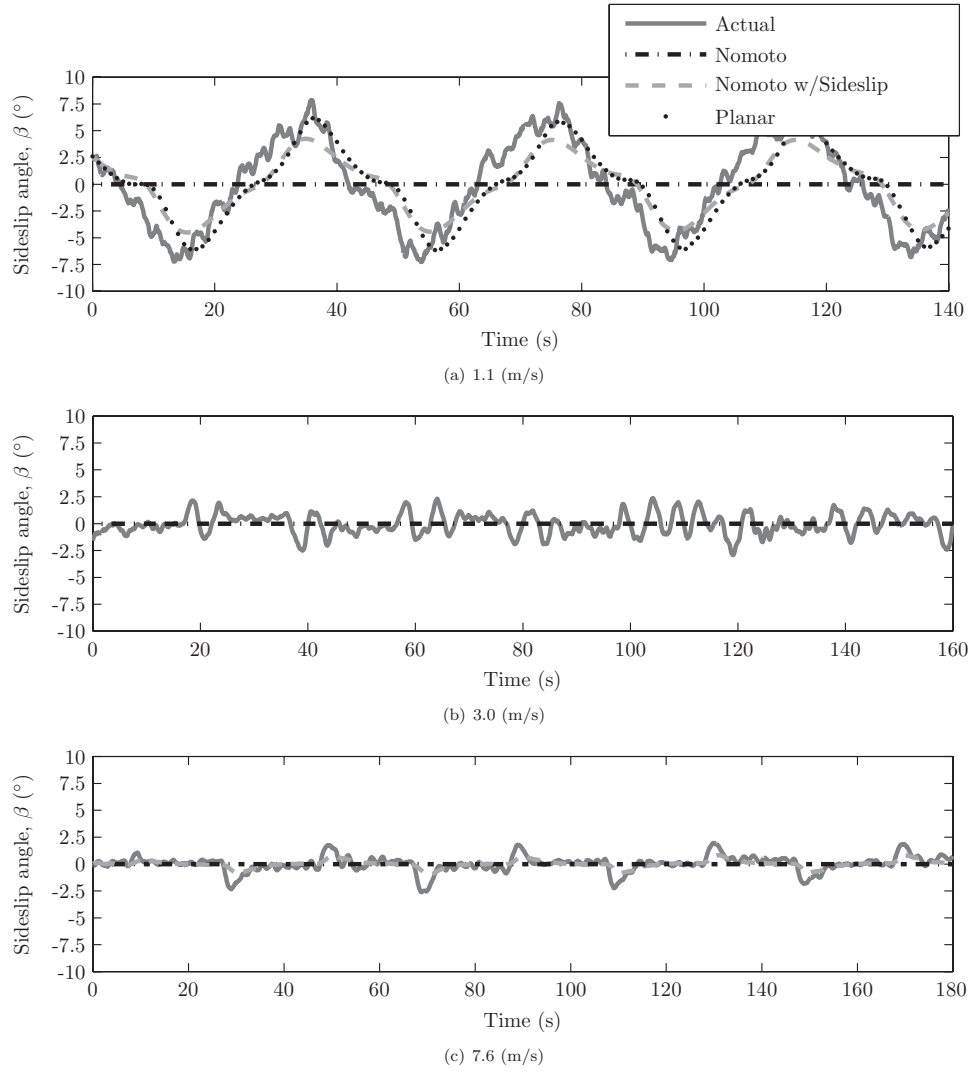 Actual
Nomoto
Nomoto w/Sideslip
Planar
10
7.5
5
2.5
0
-2.5
-5
-7.5
-10
Sideslip angle, β (°)
0 20 40 60 80 100 120 140
Time (s)
(a) 1.1 (m/s)
10
7.5
5
2.5
0
-2.5
-5
-7.5
-10
Sideslip angle, β (°)
0 20 40 60 80 100 120 140 160
Time (s)
(b) 3.0 (m/s)
10
7.5
5
2.5
0
-2.5
-5
-7.5
-10
Sideslip angle, β (°)
0 20 40 60 80 100 120 140 160 180
Time (s)
(c) 7.6 (m/s)